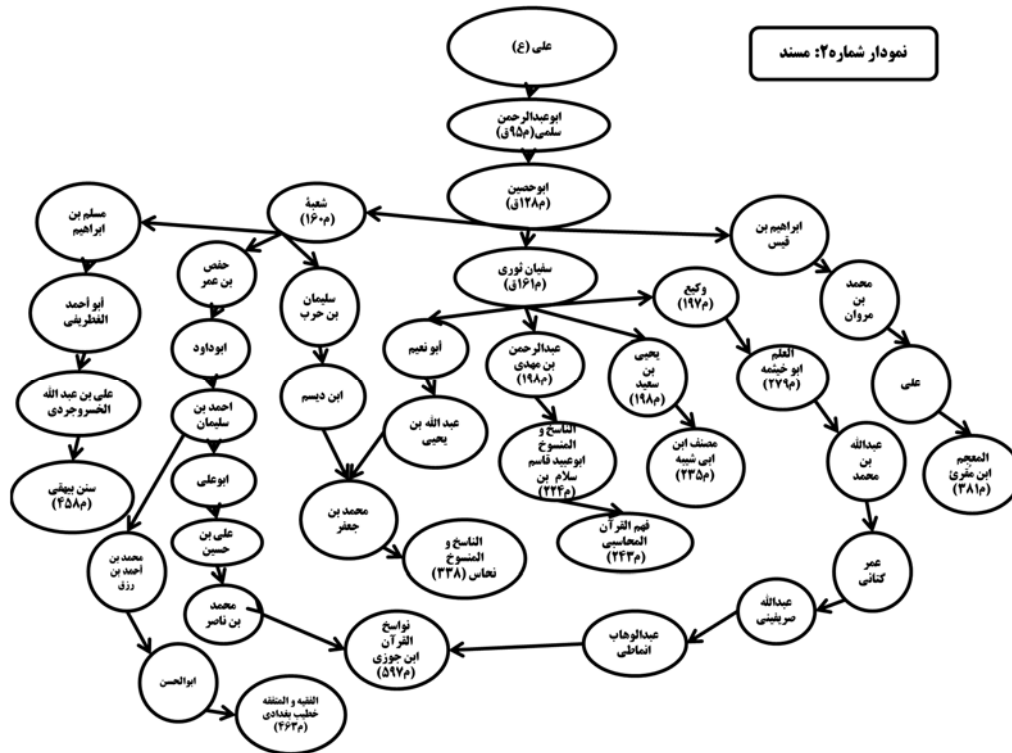 نمودار شماره۲: مسند
علی (ع)
ابوعبدالرحمن
سلمی(م۹۵ق)
ابوحصین
(م۱۲۸ق)
شعبة
(م۱۶۰)
مسلم بن
ابراهیم
ابراهیم بن
قیس
حفص
بن عمر
سلیمان
بن حرب
سفیان ثوری
(م۱۶۱ق)
وکیع
(م۱۹۷)
محمد
بن
مروان
أبو أحمد
الغطریفی
ابوداود
أبو نعیم
عبدالرحمن
بن مهدی
(م۱۹۸)
یحیی
بن
سعید
(م۱۹۸)
العلم
ابو خیثمه
(م۲۷۹)
علی
علی بن عبد الله
الخسروجردی
احمد بن
سلیمان
ابن دیسم
عبد الله بن
یحیی
الناسخ و
المنسوخ
ابوعبید قاسم
سلام بن
(م۲۲۴)
مصنف ابن
ابی شیبه
(م۲۳۵)
عبدالله
بن
محمد
المعجم
ابن مقرئ
(م۳۸۱)
سنن بیهقی
(م۴۵۸)
ابوعلی
محمد بن
جعفر
علی بن
حسین
الناسخ و
المنسوخ
نحاس (۳۳۸)
فهم القرآن
المحاسبی
(م۲۴۳)
محمد بن
أحمد بن
رزق
عمر
کتانی
محمد
بن ناصر
نواسخ
القرآن
ابن جوزی
(م۵۹۷)
عبدالوهاب
انماطی
عبدالله
صریفینی
ابوالحسن
الفقیه و المتفقه
خطیب بغدادی
(م۴۶۳)